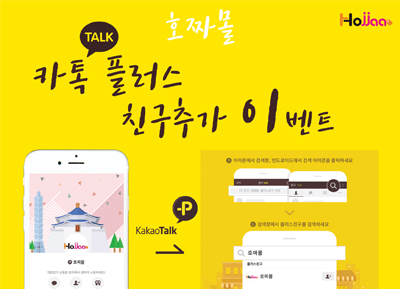 호짜몰
Hojjaa
TALK
카톡 플러스
친구추가 이벤트
P
KakaoTalk
1 아이폰에서 검색창, 안드로이드에서 검색 아이콘을 클릭하세요
2 검색창에서 플러스친구를 검색하세요
호짜몰
플러스친구
Hojjaa 호짜몰
Hojjaa
호짜몰